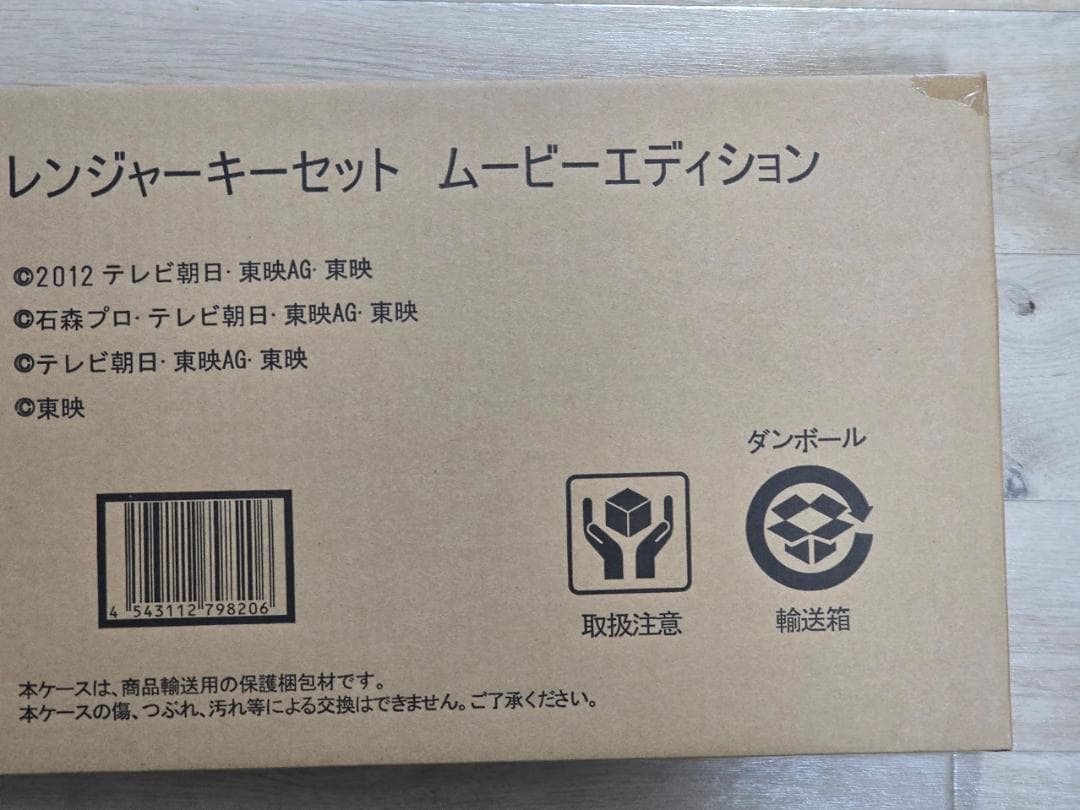 レンジャーキーセット ムービーエディション
©2012 テレビ朝日・東映AG・東映
©石森プロ・テレビ朝日・東映AG・東映
©テレビ朝日・東映AG・東映
©東映
ダンボール
4 543112 798206
取扱注意
輸送箱
本ケースは、商品輸送用の保護梱包材です。
本ケースの傷、つぶれ、汚れ等による交換はできません。ご了承ください。